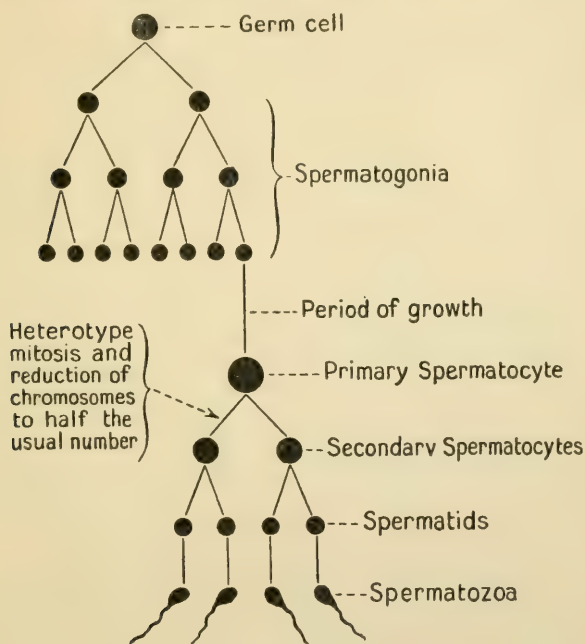 Germ cell
Spermatogonia
Period of growth
Heterotype
mitosis and
reduction of
chromosomes
to half the
usual number
Primary Spermatocyte
Secondary Spermatocytes
Spermatids
Spermatozoa